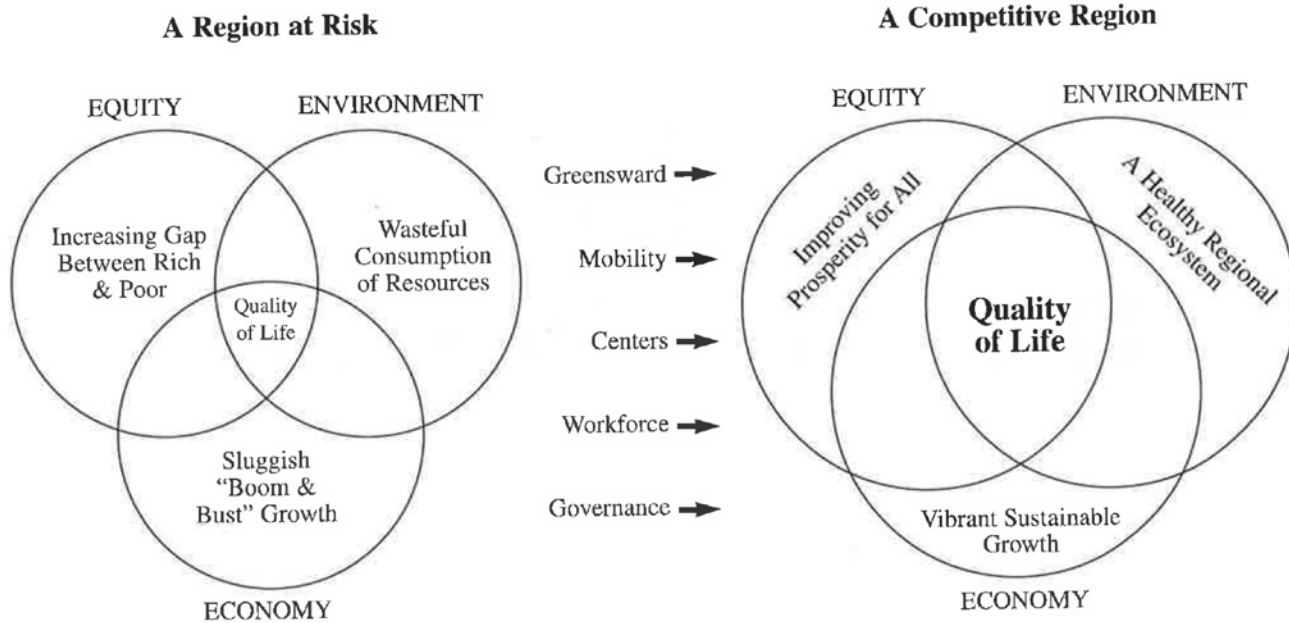 A Region at Risk
EQUITY
ENVIRONMENT
Increasing Gap
Between Rich
& Poor
Wasteful
Consumption
of Resources
Quality
of Life
Sluggish
“Boom &
Bust” Growth
ECONOMY
Greensward
Mobility
Centers
Workforce
Governance
A Competitive Region
EQUITY
ENVIRONMENT
Improving
Prosperity for All
A Healthy Regional
Ecosystem
Quality
of Life
Vibrant Sustainable
Growth
ECONOMY